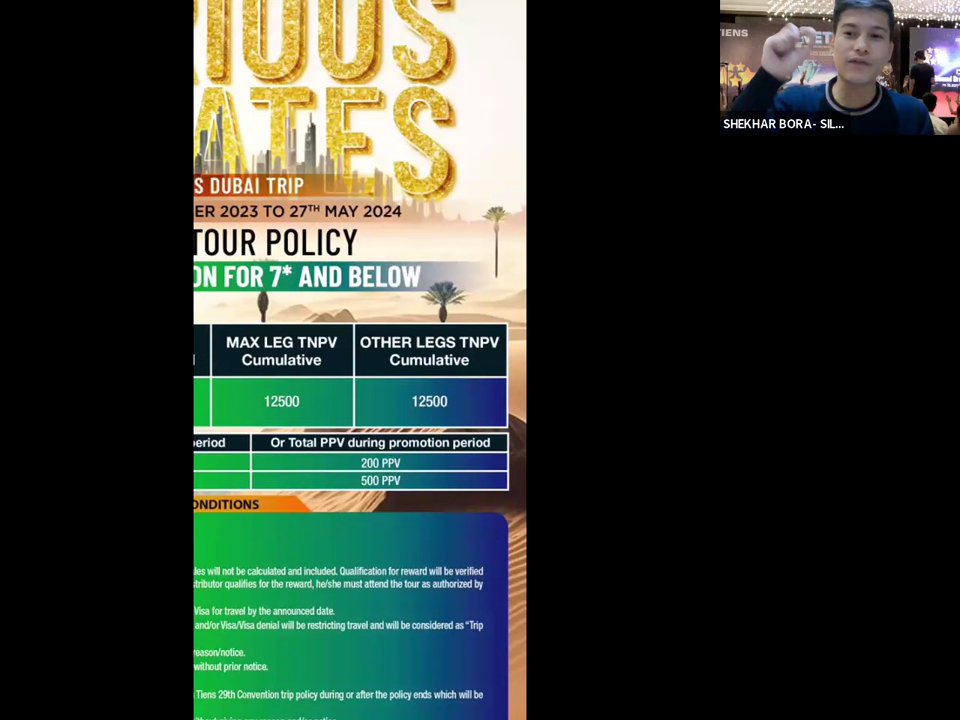 IOUS
ATES
TIENS
SHEKHAR BORA- SIL...
S DUBAI TRIP
ER 2023 TO 27TH MAY 2024
TOUR POLICY
ON FOR 7* AND BELOW
MAX LEG TNPV Cumulative
OTHER LEGS TNPV Cumulative
12500
12500
eriod
Or Total PPV during promotion period
200 PPV
500 PPV
ONDITIONS
les will not be calculated and included. Qualification for reward will be verified
tributor qualifies for the reward, he/she must attend the tour as authorized by
Visa for travel by the announced date.
and/or Visa/Visa denial will be restricting travel and will be considered as “Trip
reason/notice.
without prior notice.
Tiens 29th Convention trip policy during or after the policy ends which will be